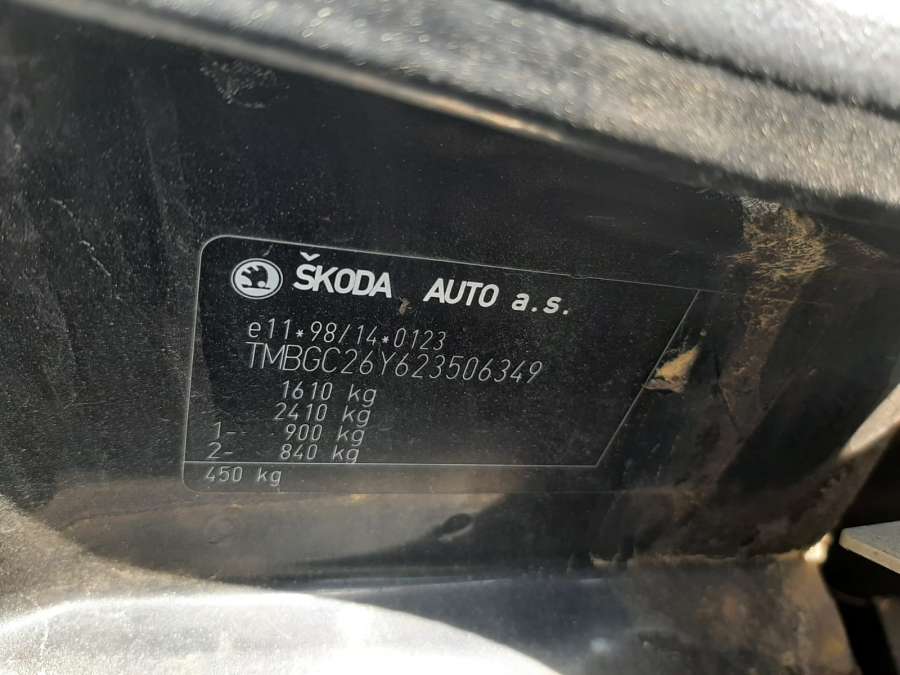 ŠKODA AUTO a.s.
e11*98/14*0123
TMBGC26Y623506349
1610 kg
2410 kg
1- 900 kg
2- 840 kg
450 kg